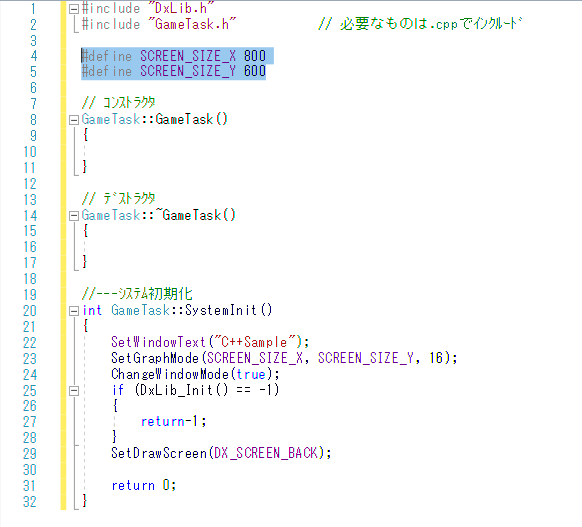 1 #include "DxLib.h"
2 #include "GameTask.h" // 必要なものは.cppでｲﾝｸﾙｰﾄﾞ
3
4 #define SCREEN_SIZE_X 800
5 #define SCREEN_SIZE_Y 600
6
7 // ｺﾝｽﾄﾗｸﾀ
8 GameTask::GameTask()
9 {
10
11 }
12
13 // ﾃﾞｽﾄﾗｸﾀ
14 GameTask::~GameTask()
15 {
16
17 }
18
19 //---ｼｽﾃﾑ初期化
20 int GameTask::SystemInit()
21 {
22 SetWindowText("C++Sample");
23 SetGraphMode(SCREEN_SIZE_X, SCREEN_SIZE_Y, 16);
24 ChangeWindowMode(true);
25 if (DxLib_Init() == -1)
26 {
27 return-1;
28 }
29 SetDrawScreen(DX_SCREEN_BACK);
30
31 return 0;
32 }